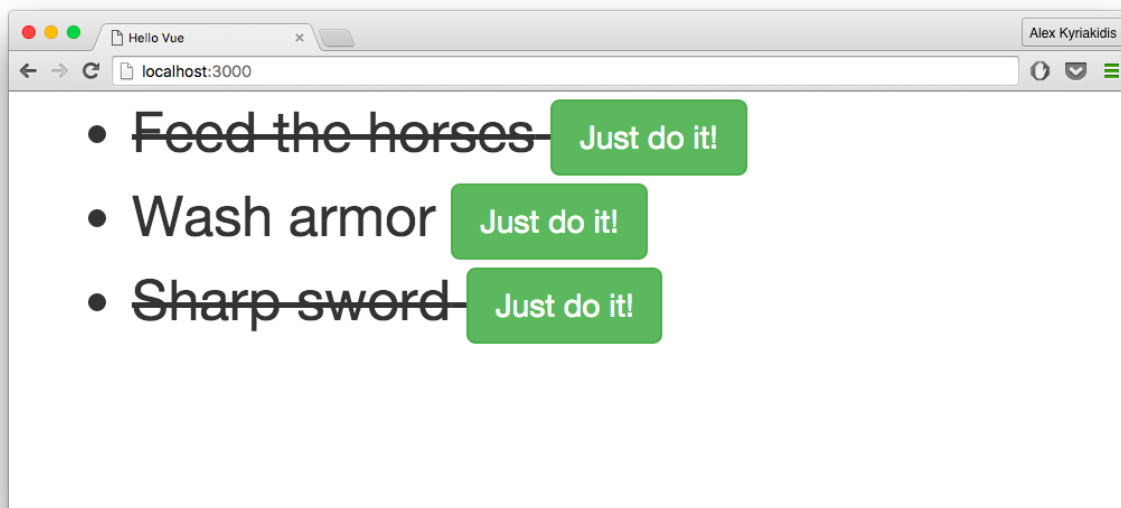 Hello Vue
Alex Kyriakidis
localhost:3000
Feed the horses Just do it!
Wash armor Just do it!
Sharp sword Just do it!